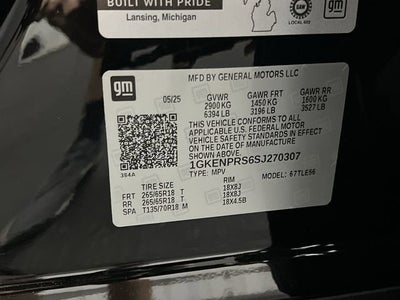 BUILT WITH PRIDE
Lansing, Michigan
UAW
LOCAL 602
gm
MFD BY GENERAL MOTORS LLC
gm
05/25
GVWR GAWR FRT GAWR RR
2900 KG 1450 KG 1600 KG
6394 LB 3196 LB 3527 LB
THIS VEHICLE CONFORMS TO ALL
APPLICABLE U.S. FEDERAL MOTOR
VEHICLE SAFETY STANDARDS IN
EFFECT ON THE DATE OF
MANUFACTURE SHOWN ABOVE.
1GKENPRS6SJ270307
TYPE: MPV
MODEL: 6TTLE56
TIRE SIZE RIM
FRT 265/65R18 T 18X8J
RR 265/65R18 T 18X8J
SPA T135/70R18 M 18X4.5B